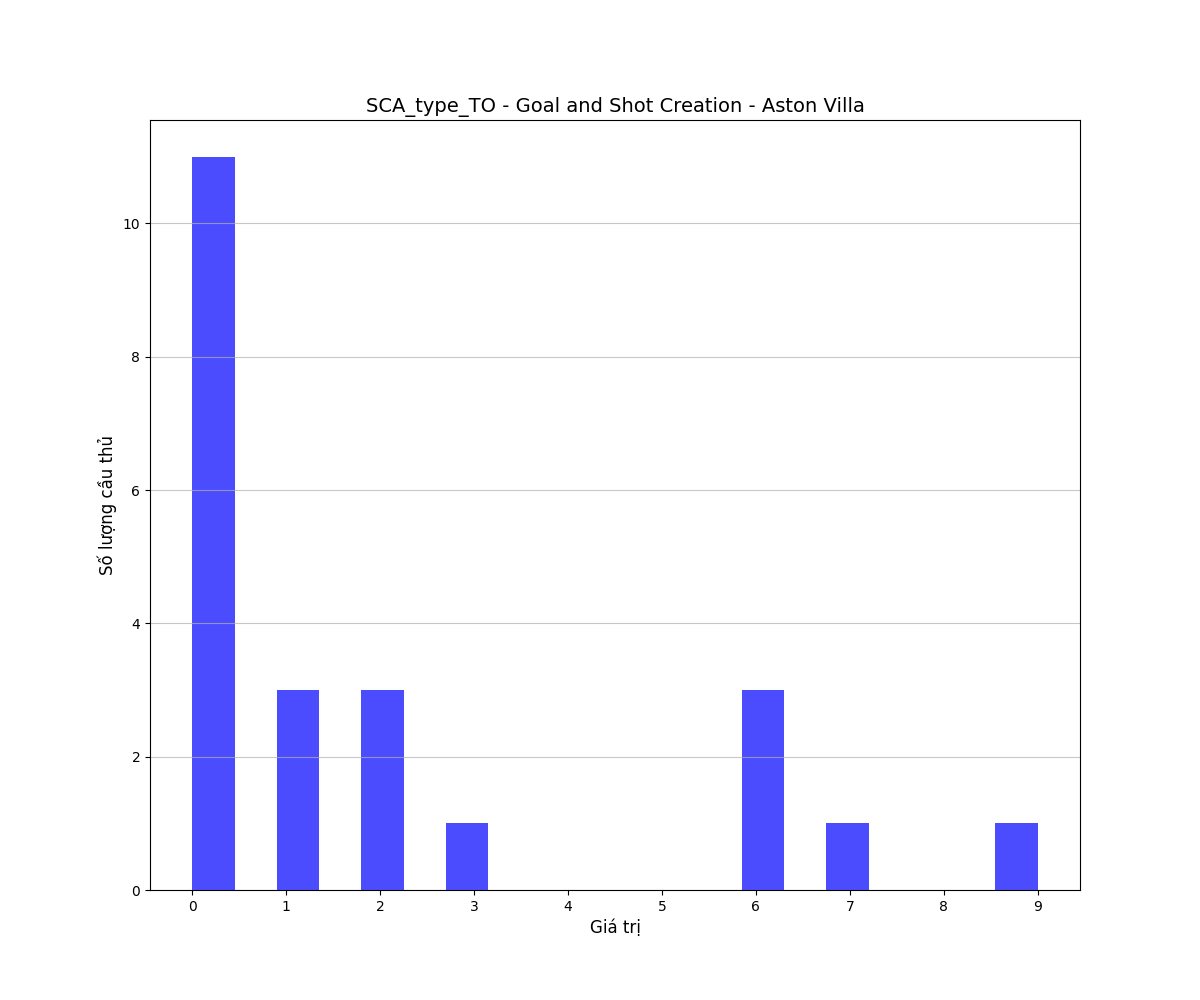 SCA_type_TO - Goal and Shot Creation - Aston Villa
Số lượng cầu thủ
10
8
6
4
2
0
0 1 2 3 4 5 6 7 8 9
Giá trị